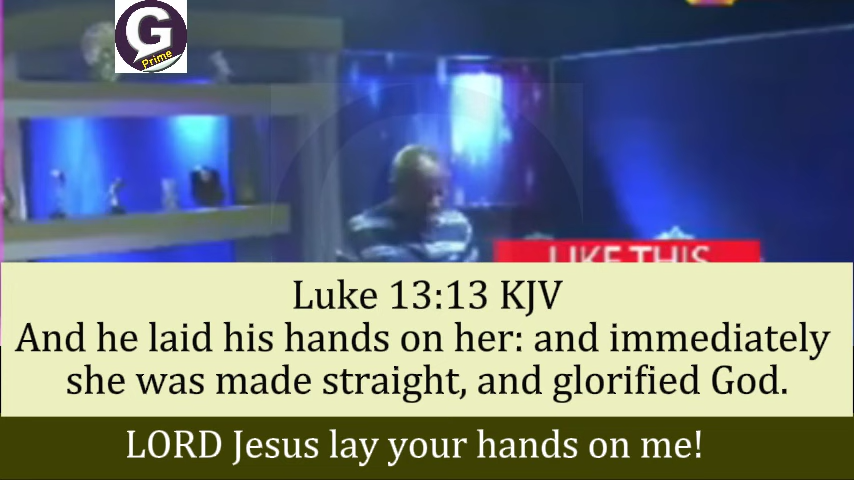 G
Prime
LIKE THIS
Luke 13:13 KJV
And he laid his hands on her: and immediately
she was made straight, and glorified God.
LORD Jesus lay your hands on me!